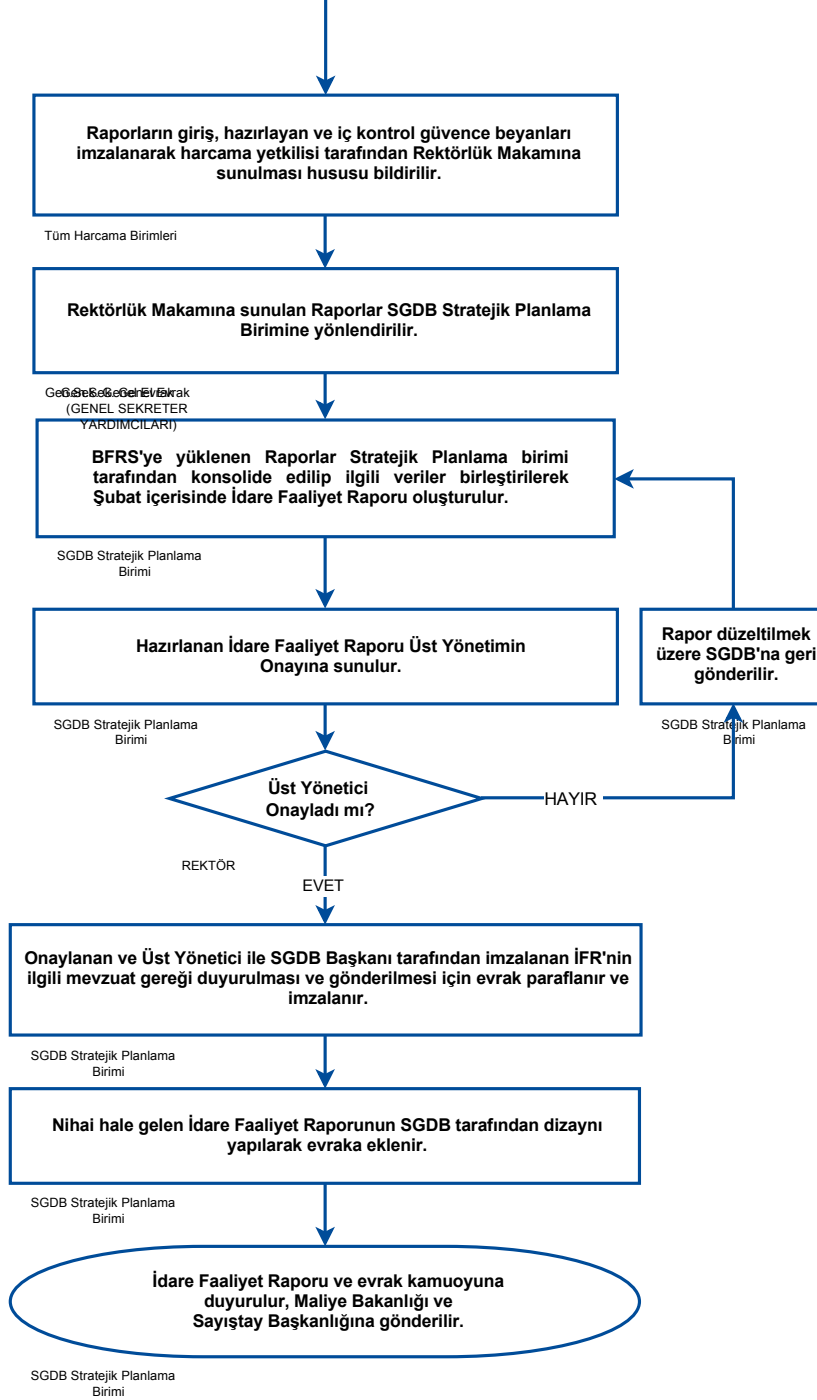 Raporların giriş, hazırlayan ve iç kontrol güvence beyanları
imzalanarak harcama yetkilisi tarafından Rektörlük Makamına
sunulması hususu bildirilir.
Tüm Harcama Birimleri
Rektörlük Makamına sunulan Raporlar SGDB Stratejik Planlama
Birimine yönlendirilir.
Genel Evrak
(GENEL SEKRETER
YARDIMCILARI)
BFRS'ye yüklenen Raporlar Stratejik Planlama birimi
tarafından konsolide edilip ilgili veriler birleştirilerek
Şubat içerisinde İdare Faaliyet Raporu oluşturulur.
SGDB Stratejik Planlama
Birimi
Hazırlanan İdare Faaliyet Raporu Üst Yönetimin
Onayına sunulur.
SGDB Stratejik Planlama
Birimi
Rapor düzeltilmek
üzere SGDB'na geri
gönderilir.
SGDB Stratejik Planlama
Birimi
Üst Yönetici
Onayladı mı?
HAYIR
REKTÖR
EVET
Onaylanan ve Üst Yönetici ile SGDB Başkanı tarafından imzalanan İFR'nin
ilgili mevzuat gereği duyurulması ve gönderilmesi için evrak paraflanır ve
imzalanır.
SGDB Stratejik Planlama
Birimi
Nihai hale gelen İdare Faaliyet Raporunun SGDB tarafından dizaynı
yapılarak evraka eklenir.
SGDB Stratejik Planlama
Birimi
İdare Faaliyet Raporu ve evrak kamuoyuna
duyurulur, Maliye Bakanlığı ve
Sayıştay Başkanlığına gönderilir.
SGDB Stratejik Planlama
Birimi